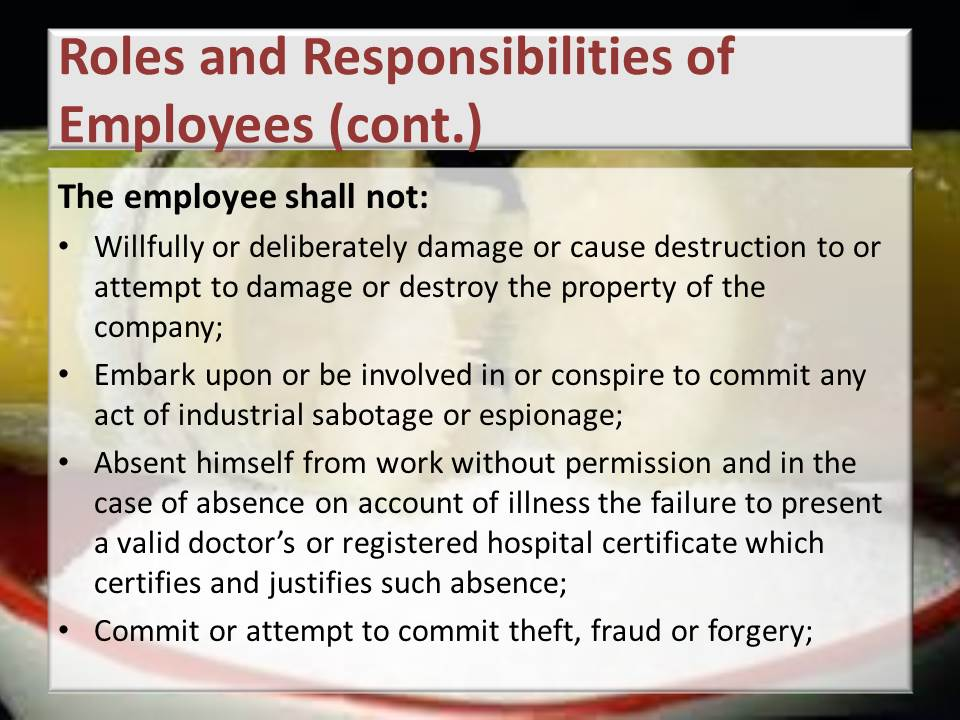 Roles and Responsibilities of
Employees (cont.)
The employee shall not:
• Willfully or deliberately damage or cause destruction to or
attempt to damage or destroy the property of the
company;
• Embark upon or be involved in or conspire to commit any
act of industrial sabotage or espionage;
• Absent himself from work without permission and in the
case of absence on account of illness the failure to present
a valid doctor’s or registered hospital certificate which
certifies and justifies such absence;
• Commit or attempt to commit theft, fraud or forgery;